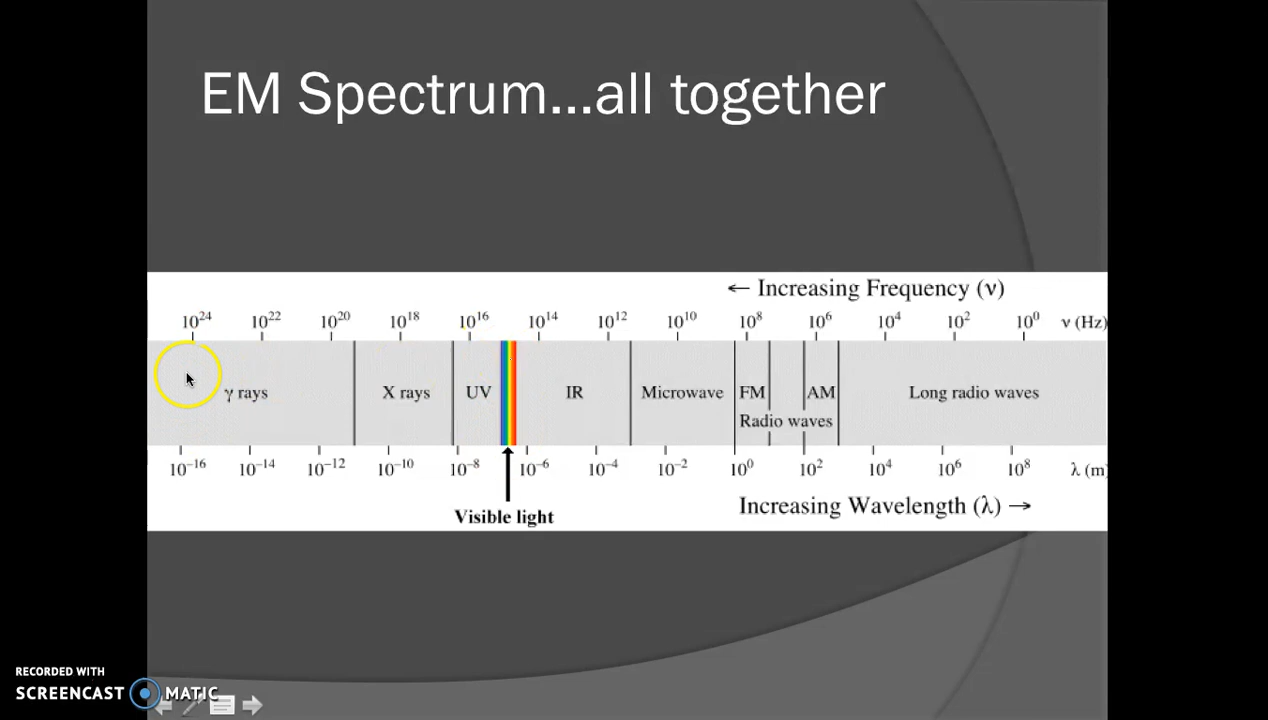 EM Spectrum...all together
← Increasing Frequency (ν)
10²⁴ 10²² 10²⁰ 10¹⁸ 10¹⁶ 10¹⁴ 10¹² 10¹⁰ 10⁸ 10⁶ 10⁴ 10² 10⁰ ν (Hz)
γ rays X rays UV IR Microwave FM AM Long radio waves
Radio waves
10⁻¹⁶ 10⁻¹⁴ 10⁻¹² 10⁻¹⁰ 10⁻⁸ 10⁻⁶ 10⁻⁴ 10⁻² 10⁰ 10² 10⁴ 10⁶ 10⁸ λ (m)
Increasing Wavelength (λ) →
Visible light
RECORDED WITH
SCREENCAST MATIC